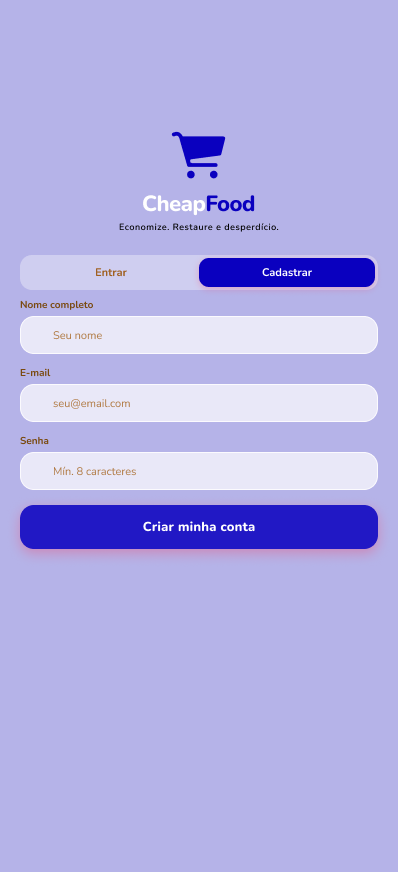 CheapFood
Economize. Restaure e desperdício.
Entrar
Cadastrar
Nome completo
Seu nome
E-mail
seu@email.com
Senha
Mín. 8 caracteres
Criar minha conta